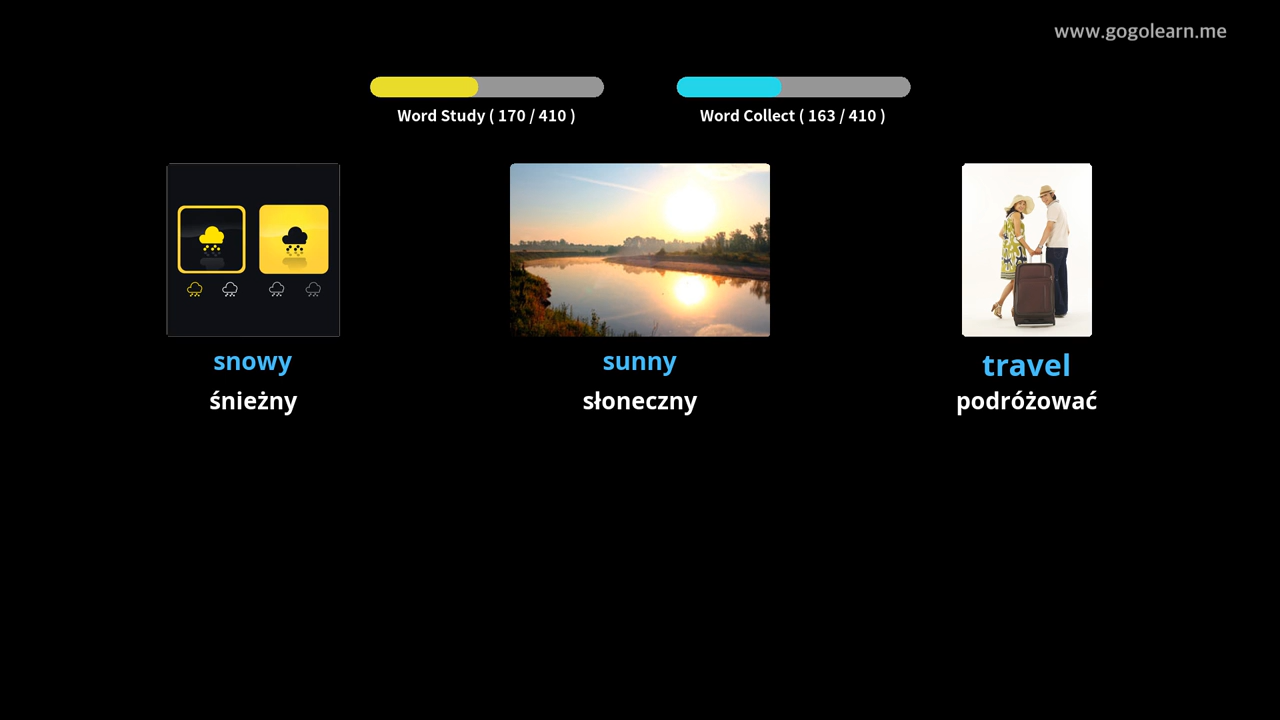 www.gogolearn.me
Word Study ( 170 / 410 )
Word Collect ( 163 / 410 )
snowy
śnieżny
sunny
słoneczny
travel
podróżować